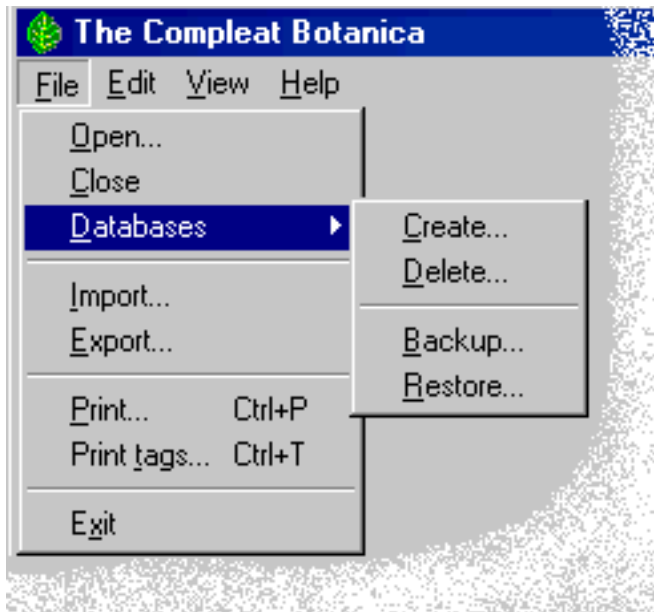 The Compleat Botanica
File Edit View Help
Open...
Close
Databases
Create...
Delete...
Import...
Export...
Backup...
Restore...
Print... Ctrl+P
Print tags... Ctrl+T
Exit